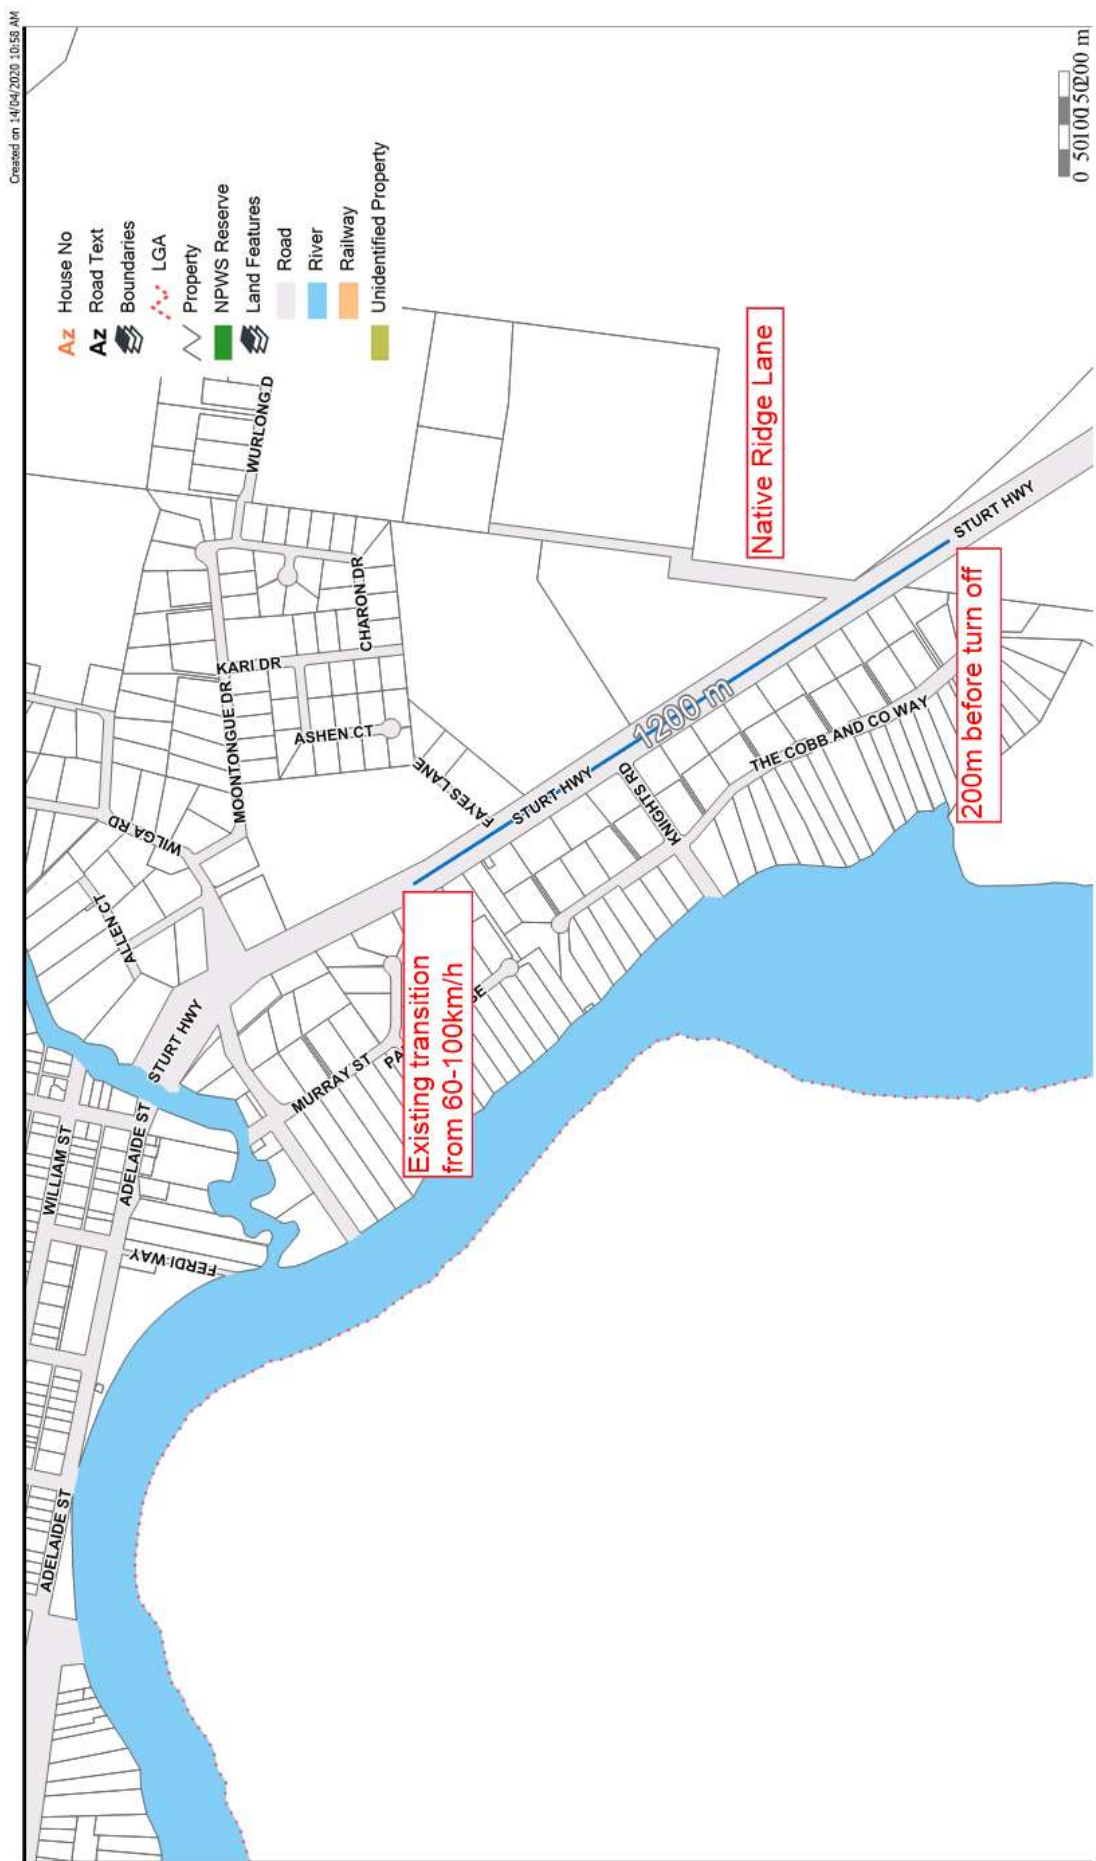 Created on 14/04/2020 10:58 AM
Az House No
Az Road Text
Boundaries
LGA
Property
NPWS Reserve
Land Features
Road
River
Railway
Unidentified Property
ADELAIDE ST
WILLIAM ST
ADELAIDE ST
FERDI WAY
STURT HWY
ALLEN CT
WILGA RD
MOONTONGUE DR
KARI DR
WURLONG D
CHARON DR
ASHEN CT
FAYES LANE
MURRAY ST
PA
SE
Existing transition
from 60-100km/h
STURT HWY
1200 m
KNIGHTS RD
THE COBB AND CO WAY
Native Ridge Lane
STURT HWY
200m before turn off
0 50100150200 m